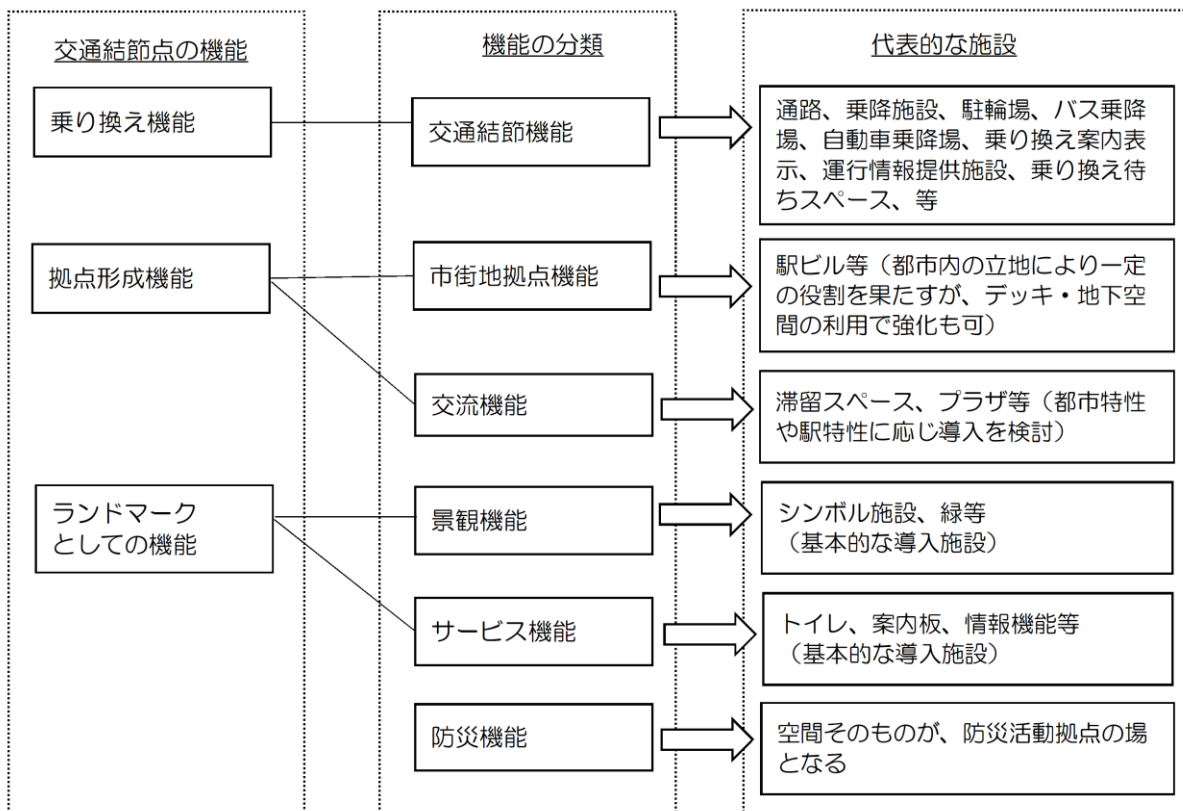 交通結節点の機能
機能の分類
代表的な施設
乗り換え機能
交通結節機能
通路、乗降施設、駐輪場、バス乗降
場、自動車乗降場、乗り換え案内表
示、運行情報提供施設、乗り換え待
ちスペース、等
拠点形成機能
市街地拠点機能
駅ビル等（都市内の立地により一定
の役割を果たすが、デッキ・地下空
間の利用で強化も可）
交流機能
滞留スペース、プラザ等（都市特性
や駅特性に応じ導入を検討）
ランドマーク
としての機能
景観機能
シンボル施設、緑等
（基本的な導入施設）
サービス機能
トイレ、案内板、情報機能等
（基本的な導入施設）
防災機能
空間そのものが、防災活動拠点の場
となる